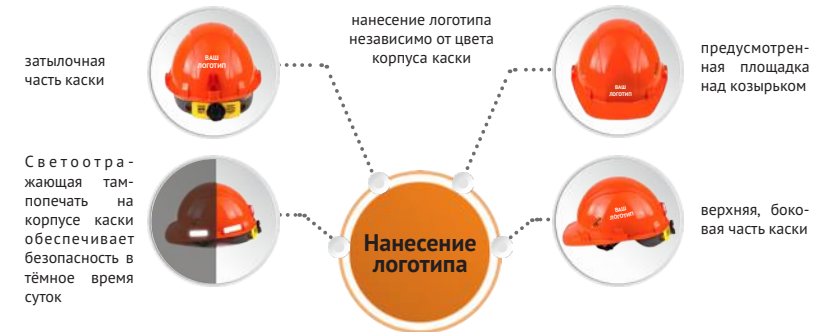 затылочная
часть каски
ВАШ
ЛОГОТИП
нанесение логотипа
независимо от цвета
корпуса каски
ВАШ
ЛОГОТИП
предусмотрен-
ная площадка
над козырьком
Светоотра-
жающая там-
попечать на
корпусе каски
обеспечивает
безопасность в
тёмное время
суток
Нанесение
логотипа
ВАШ
ЛОГОТИП
верхняя, боко-
вая часть каски